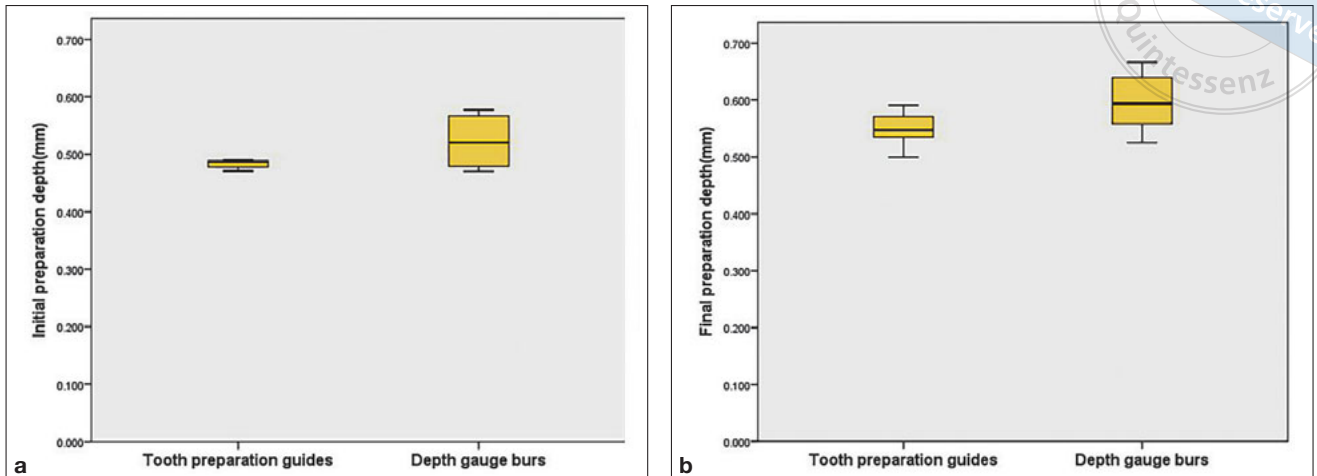 0.700
0.600
0.500
0.400
0.300
0.200
0.100
0.000
Initial preparation depth(mm)
Tooth preparation guides
Depth gauge burs
a
0.700
0.600
0.500
0.400
0.300
0.200
0.100
0.000
Final preparation depth(mm)
Tooth preparation guides
Depth gauge burs
b
Quintessenz